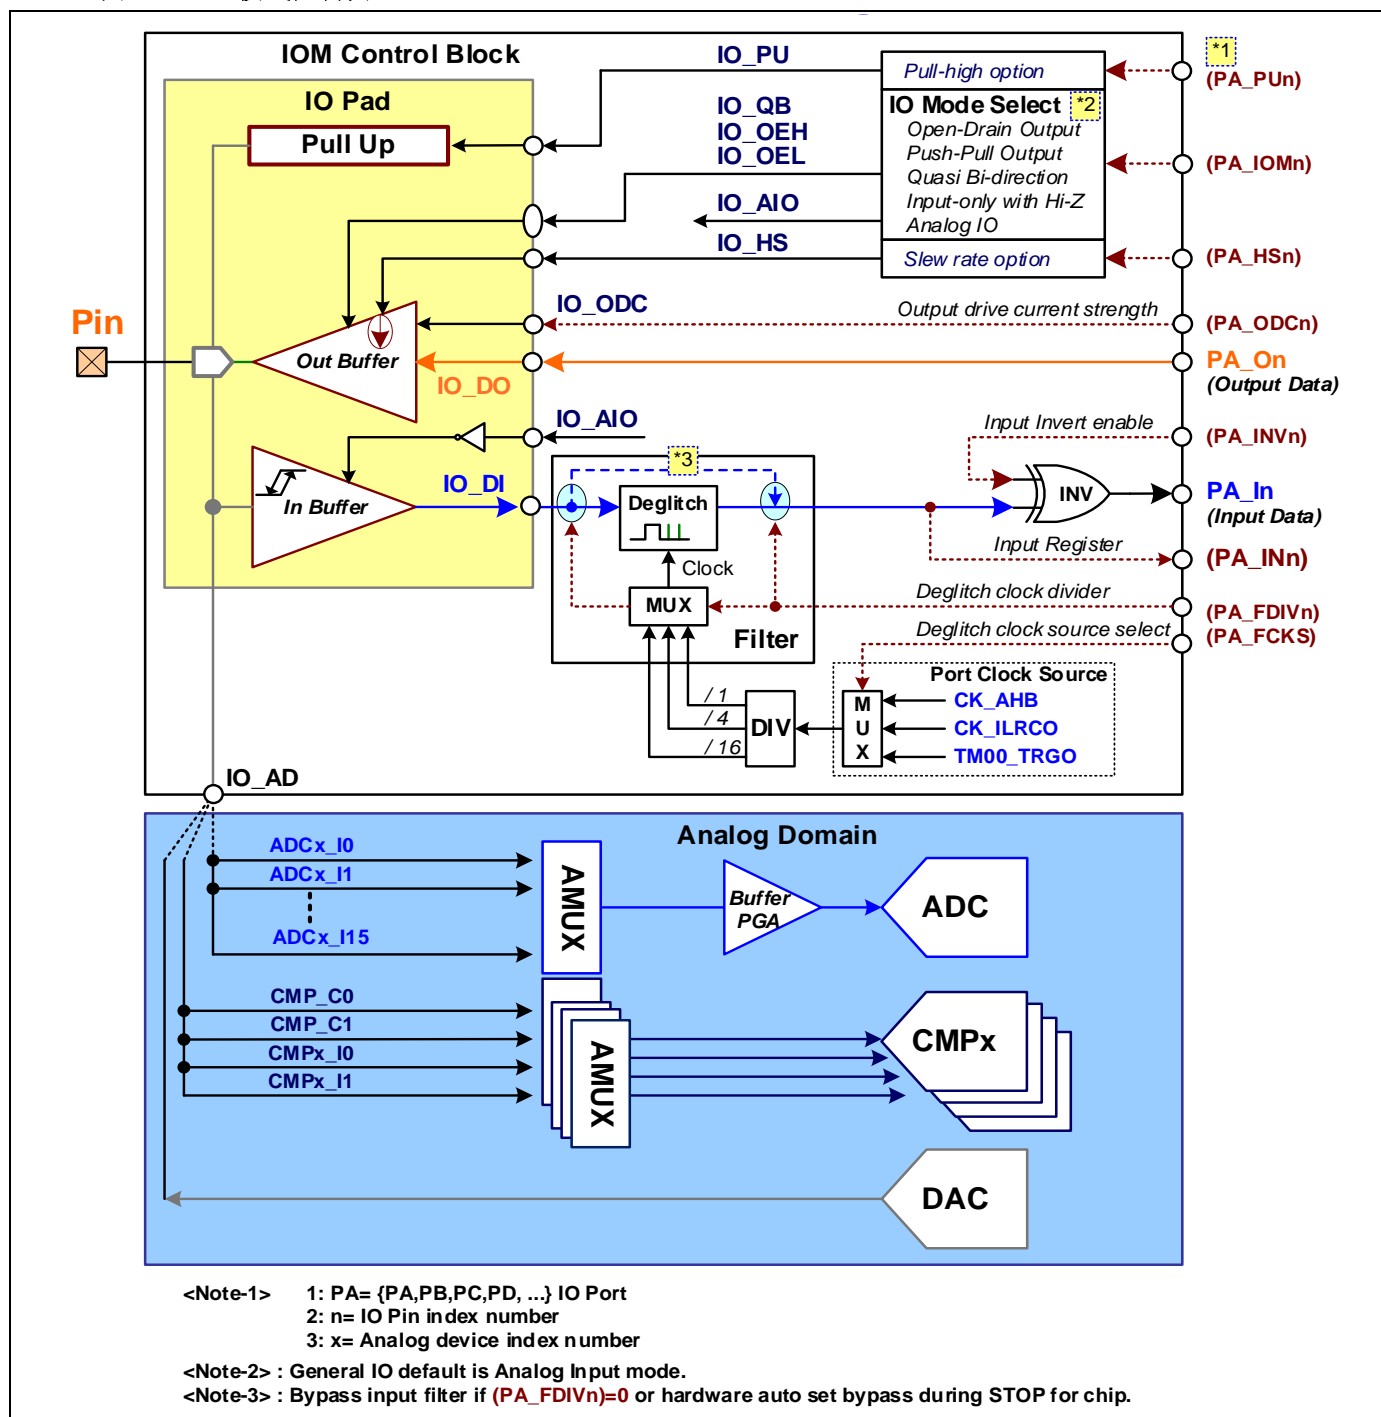 IOM Control Block
IO_PU
Pull-high option
*1
(PA_PUn)
IO Pad
IO Mode Select
*2
Pull Up
IO_QB
IO_OEH
IO_OEL
Open-Drain Output
Push-Pull Output
Quasi Bi-direction
Input-only with Hi-Z
Analog IO
(PA_IOMn)
IO_AIO
IO_HS
Slew rate option
(PA_HSn)
IO_ODC
Output drive current strength
(PA_ODCn)
Pin
Out Buffer
IO_DO
PA_On
(Output Data)
IO_AIO
Input Invert enable
(PA_INVn)
*3
IO_DI
In Buffer
Deglitch
INV
PA_In
(Input Data)
Clock
Input Register
(PA_INn)
MUX
Deglitch clock divider
(PA_FDIVn)
Filter
Deglitch clock source select
(PA_FCKS)
Port Clock Source
/ 1
/ 4
/ 16
DIV
M
U
X
CK_AHB
CK_ILRCO
TM00_TRGO
IO_AD
Analog Domain
ADCx_I0
ADCx_I1
ADCx_I15
AMUX
Buffer
PGA
ADC
CMP_C0
CMP_C1
CMPx_I0
CMPx_I1
AMUX
CMPx
DAC
<Note-1> 1: PA= {PA,PB,PC,PD, ...} IO Port
2: n= IO Pin index number
3: x= Analog device index number
<Note-2> : General IO default is Analog Input mode.
<Note-3> : Bypass input filter if (PA_FDIVn)=0 or hardware auto set bypass during STOP for chip.